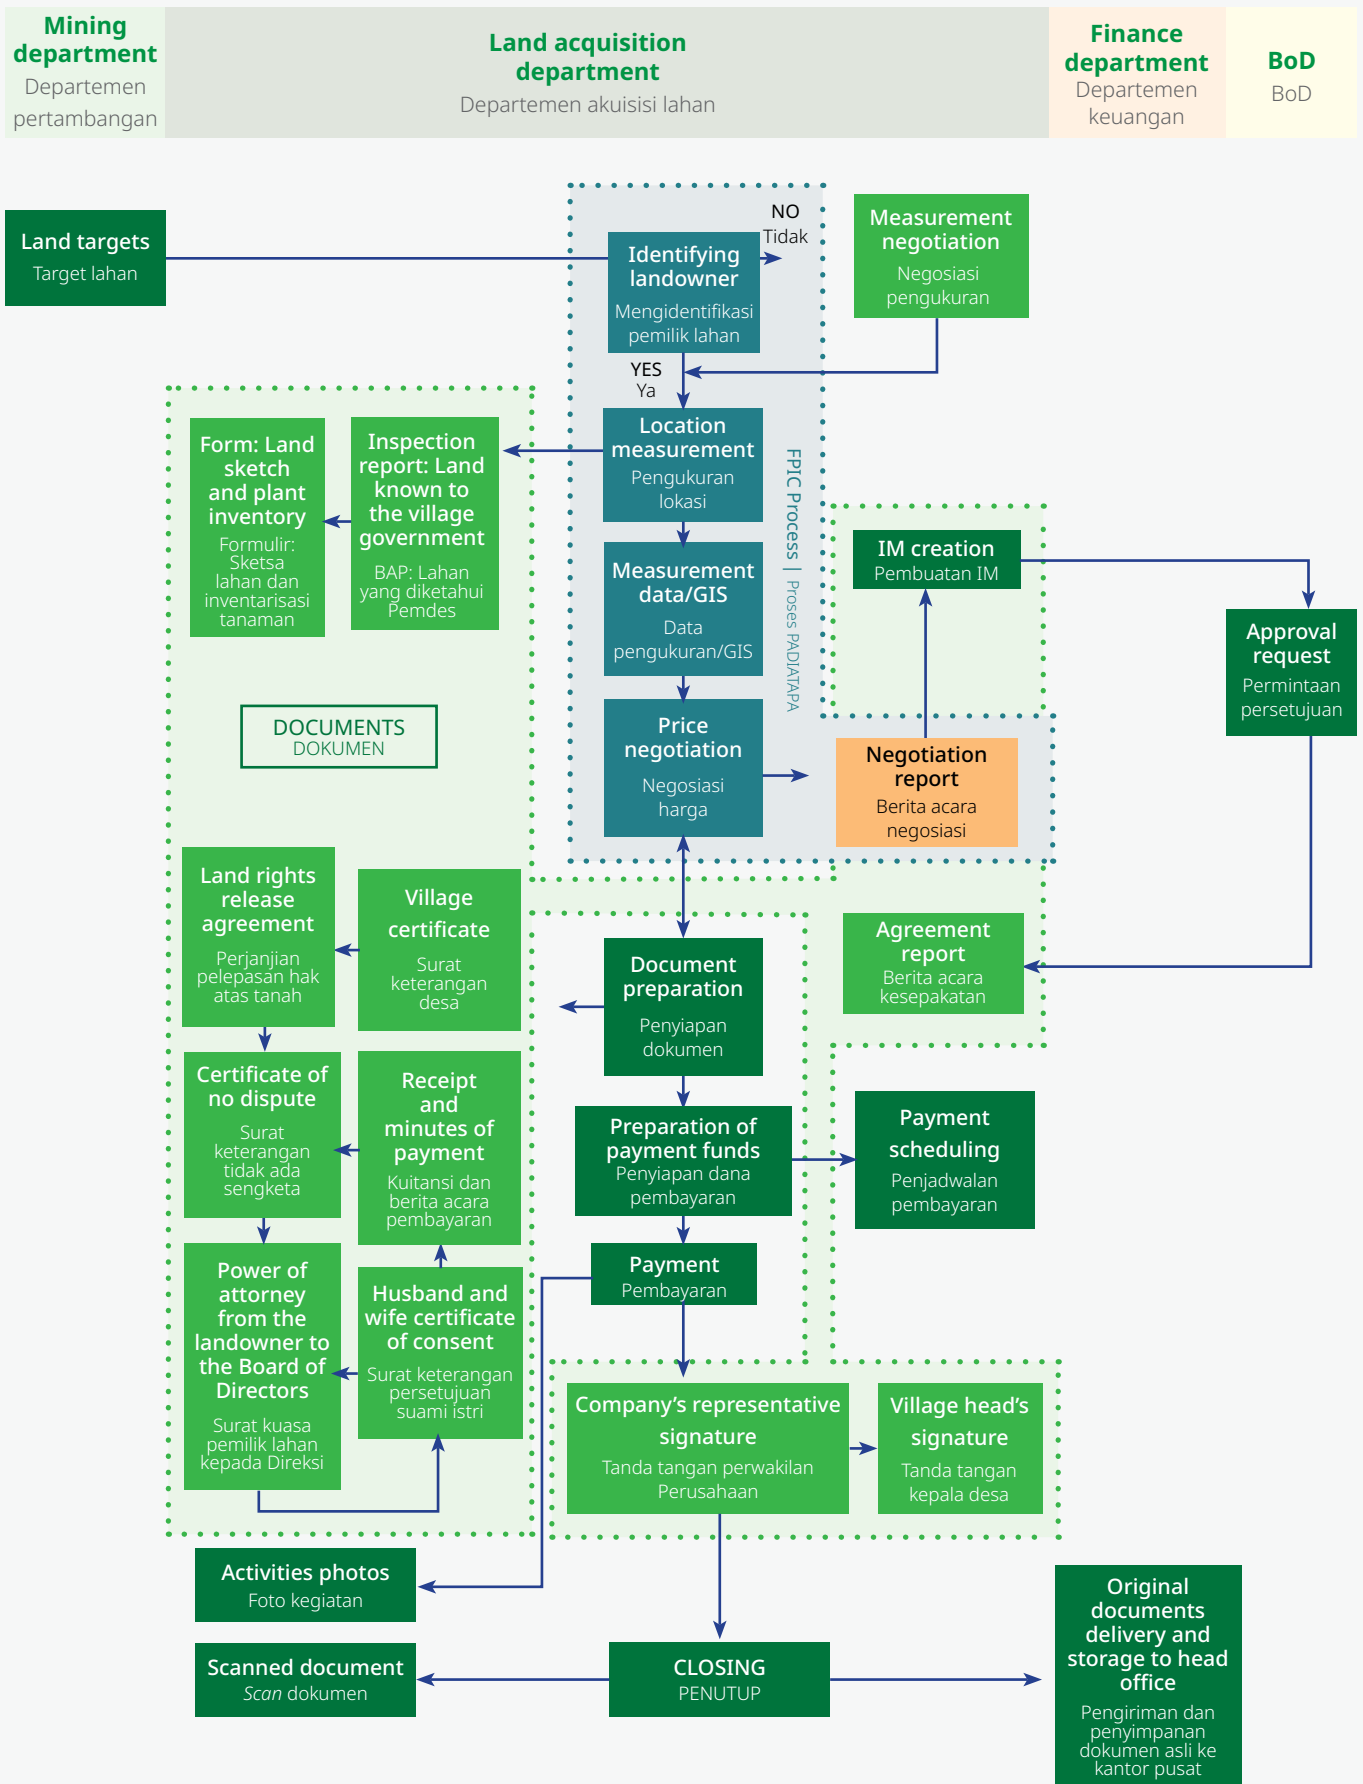 Mining
department
Departemen
pertambangan
Land acquisition
department
Departemen akuisisi lahan
Finance
department
Departemen
keuangan
BoD
BoD
Land targets
Target lahan
Identifying
landowner
Mengidentifikasi
pemilik lahan
NO
Tidak
Measurement
negotiation
Negosiasi
pengukuran
YES
Ya
Form: Land
sketch
and plant
inventory
Formulir:
Sketsa
lahan dan
inventarisasi
tanaman
Inspection
report: Land
known to
the village
government
BAP: Lahan
yang diketahui
Pemdes
Location
measurement
Pengukuran
lokasi
FPIC Process | Proses PADIATAPA
Measurement
data/GIS
Data
pengukuran/GIS
IM creation
Pembuatan IM
Approval
request
Permintaan
persetujuan
DOCUMENTS
DOKUMEN
Price
negotiation
Negosiasi
harga
Negotiation
report
Berita acara
negosiasi
Land rights
release
agreement
Perjanjian
pelepasan hak
atas tanah
Village
certificate
Surat
keterangan
desa
Document
preparation
Penyiapan
dokumen
Agreement
report
Berita acara
kesepakatan
Certificate of
no dispute
Surat
keterangan
tidak ada
sengketa
Receipt
and
minutes of
payment
Kuitansi dan
berita acara
pembayaran
Preparation of
payment funds
Penyiapan dana
pembayaran
Payment
scheduling
Penjadwalan
pembayaran
Payment
Pembayaran
Power of
attorney
from the
landowner to
the Board of
Directors
Surat kuasa
pemilik lahan
kepada Direksi
Husband and
wife certificate
of consent
Surat keterangan
persetujuan
suami istri
Company's representative
signature
Tanda tangan perwakilan
Perusahaan
Village head's
signature
Tanda tangan
kepala desa
Activities photos
Foto kegiatan
Scanned document
Scan dokumen
CLOSING
PENUTUP
Original
documents
delivery and
storage to head
office
Pengiriman dan
penyimpanan
dokumen asli ke
kantor pusat